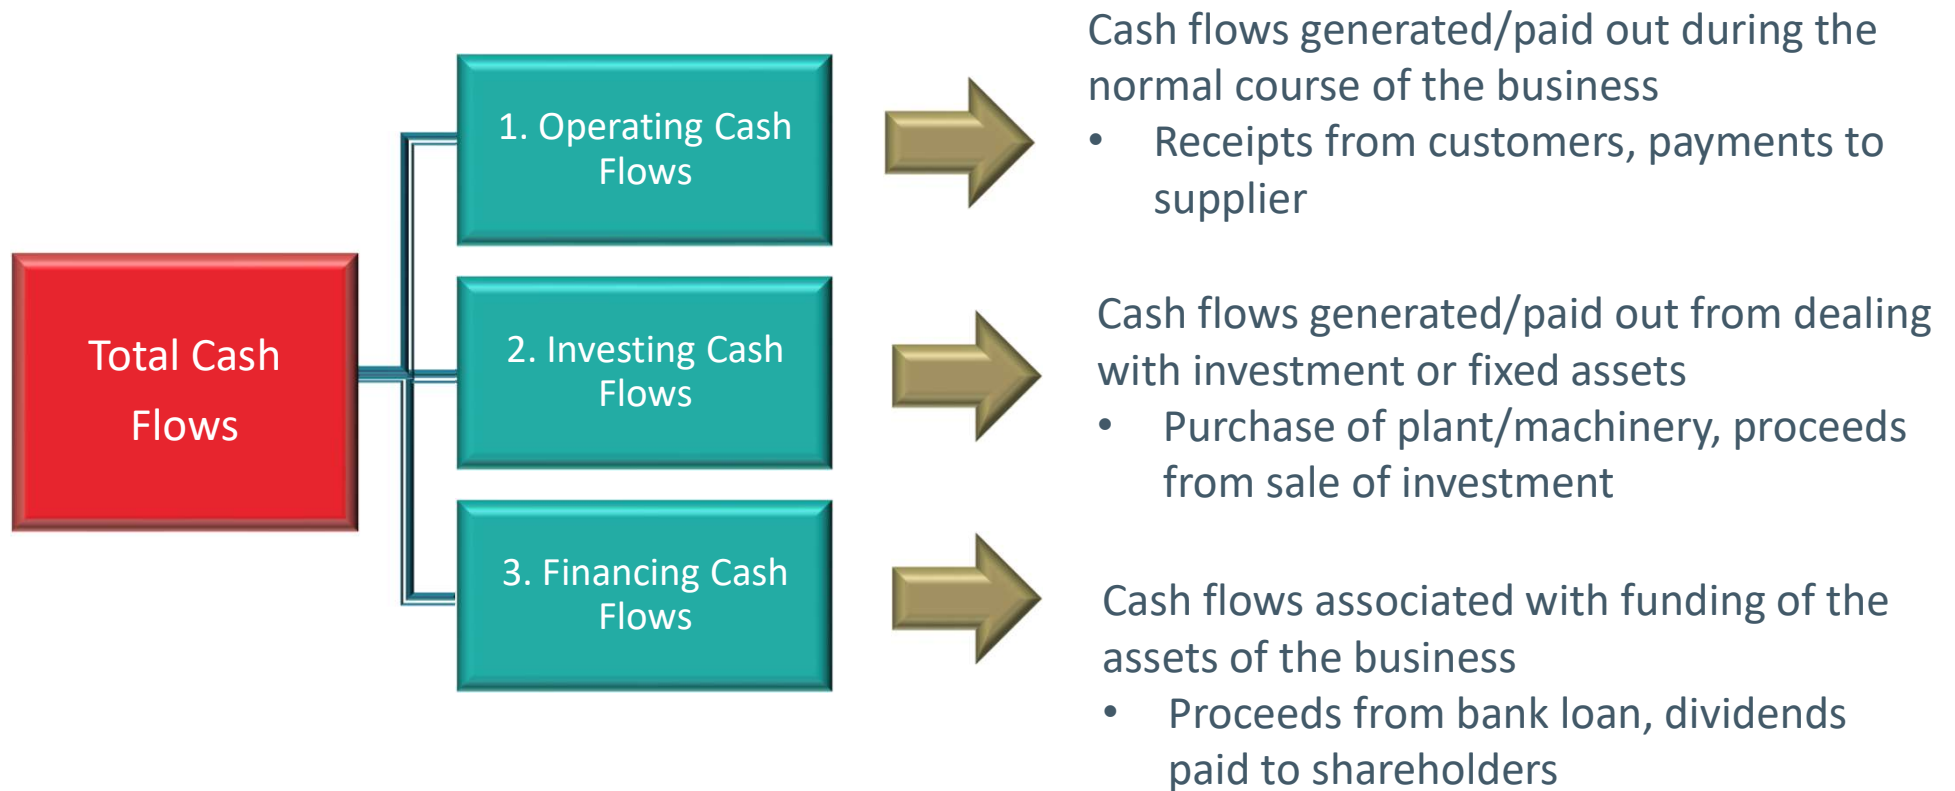 Total Cash
Flows
1. Operating Cash
Flows
Cash flows generated/paid out during the
normal course of the business
• Receipts from customers, payments to
supplier
2. Investing Cash
Flows
Cash flows generated/paid out from dealing
with investment or fixed assets
• Purchase of plant/machinery, proceeds
from sale of investment
3. Financing Cash
Flows
Cash flows associated with funding of the
assets of the business
• Proceeds from bank loan, dividends
paid to shareholders